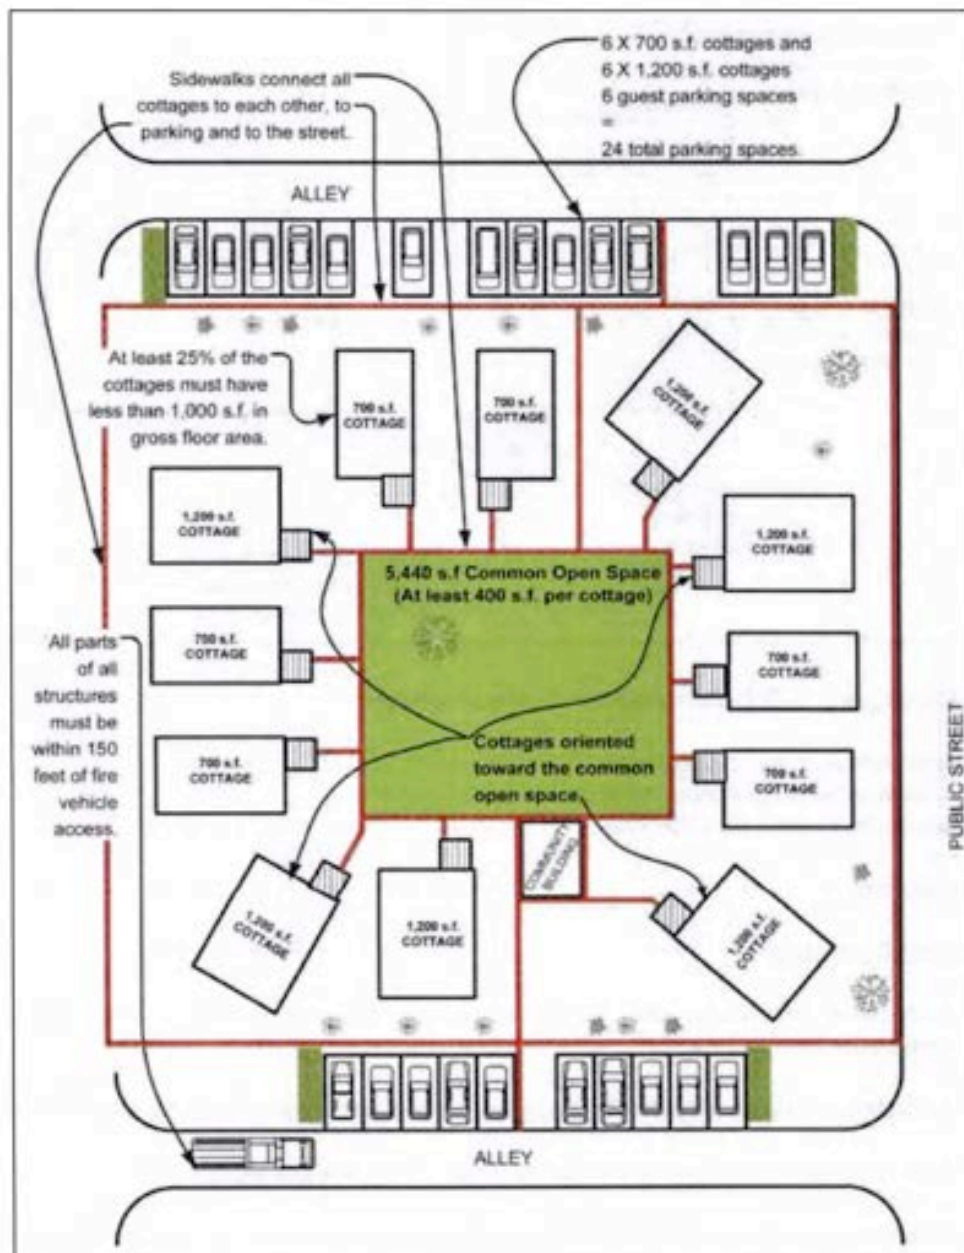 6 X 700 s.f. cottages and
6 X 1,200 s.f. cottages
6 guest parking spaces
=
24 total parking spaces.
Sidewalks connect all
cottages to each other, to
parking and to the street.
ALLEY
At least 25% of the
cottages must have
less than 1,000 s.f. in
gross floor area.
700 s.f.
COTTAGE
700 s.f.
COTTAGE
1,200 s.f.
COTTAGE
1,200 s.f.
COTTAGE
1,200 s.f.
COTTAGE
5,440 s.f Common Open Space
(At least 400 s.f. per cottage)
All parts
of all
structures
must be
within 150
feet of fire
vehicle
access.
700 s.f.
COTTAGE
700 s.f.
COTTAGE
PUBLIC STREET
700 s.f.
COTTAGE
Cottages oriented
toward the common
open space.
700 s.f.
COTTAGE
COMMUNITY
BUILDING
1,200 s.f.
COTTAGE
1,200 s.f.
COTTAGE
1,200 s.f.
COTTAGE
ALLEY